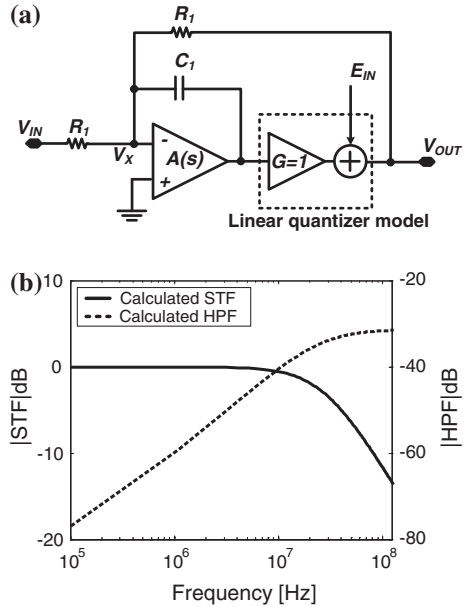 (a)
R1
C1
EIN
VIN
R1
VX
-
+
A(s)
G=1
+
VOUT
Linear quantizer model
(b)
Calculated STF
Calculated HPF
|STF|dB
10
0
-10
-20
|HPF|dB
-20
-40
-60
-80
10^5
10^6
10^7
10^8
Frequency [Hz]